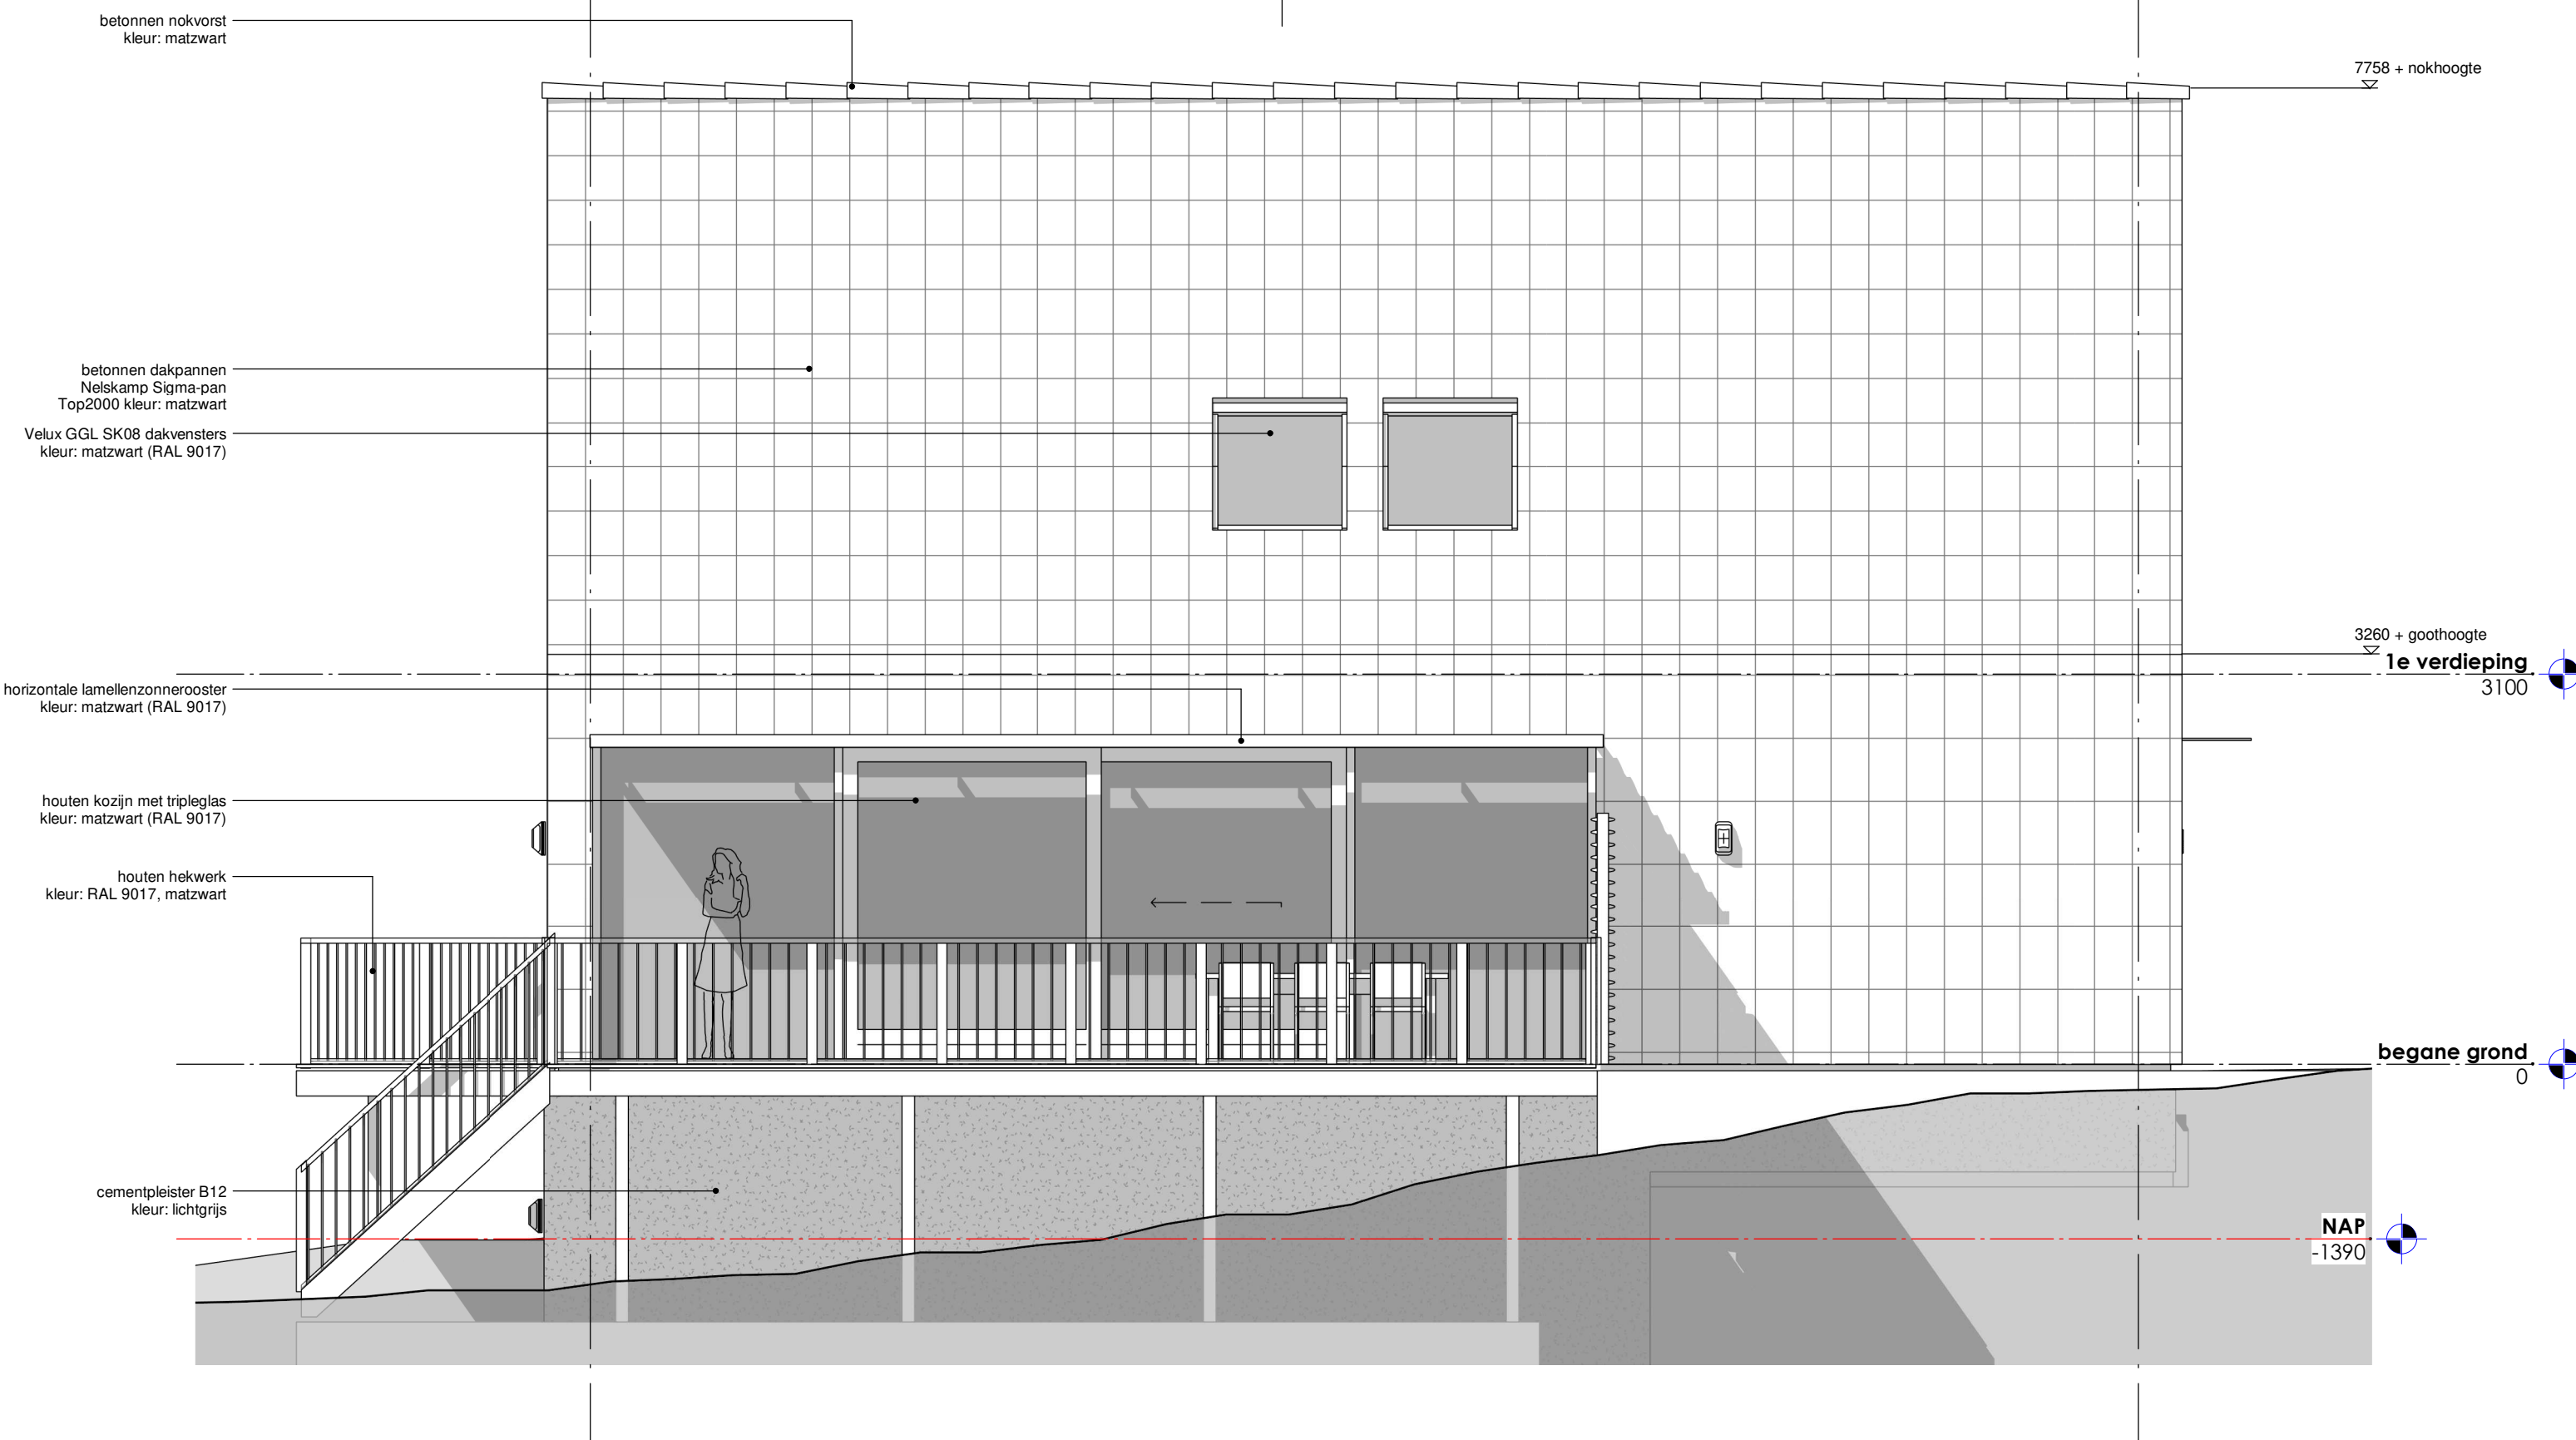 betonnen nokvorst
kleur: matzwart
7758 + nokhoogte
betonnen dakpannen
Nelskamp Sigma-pan
Top2000 kleur: matzwart
Velux GGL SK08 dakvensters
kleur: matzwart (RAL 9017)
3260 + goothoogte
1e verdieping
3100
horizontale lamellenzonnerooster
kleur: matzwart (RAL 9017)
houten kozijn met tripleglas
kleur: matzwart (RAL 9017)
houten hekwerk
kleur: RAL 9017, matzwart
begane grond
0
cementpleister B12
kleur: lichtgrijs
NAP
-1390